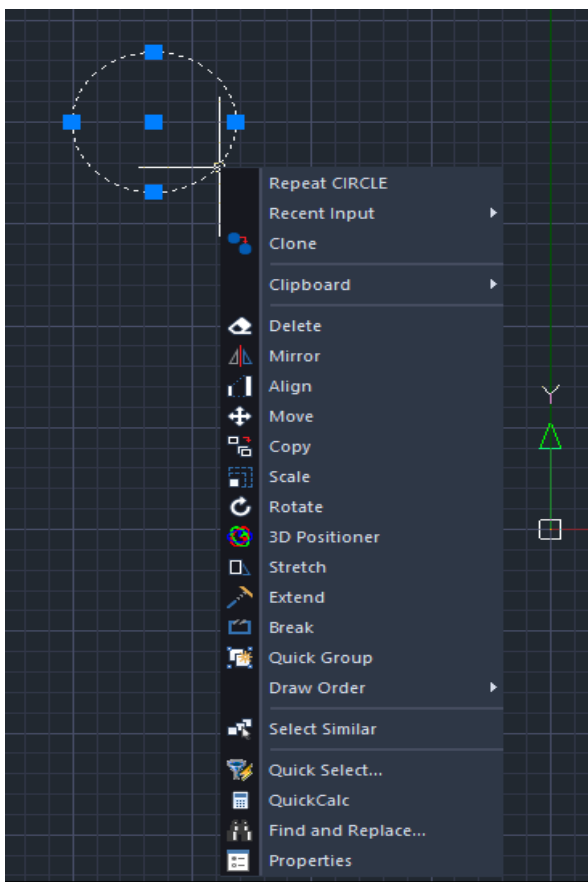 Repeat CIRCLE
Recent Input
Clone
Clipboard
Delete
Mirror
Align
Move
Copy
Scale
Rotate
3D Positioner
Stretch
Extend
Break
Quick Group
Draw Order
Select Similar
Quick Select...
QuickCalc
Find and Replace...
Properties
Y